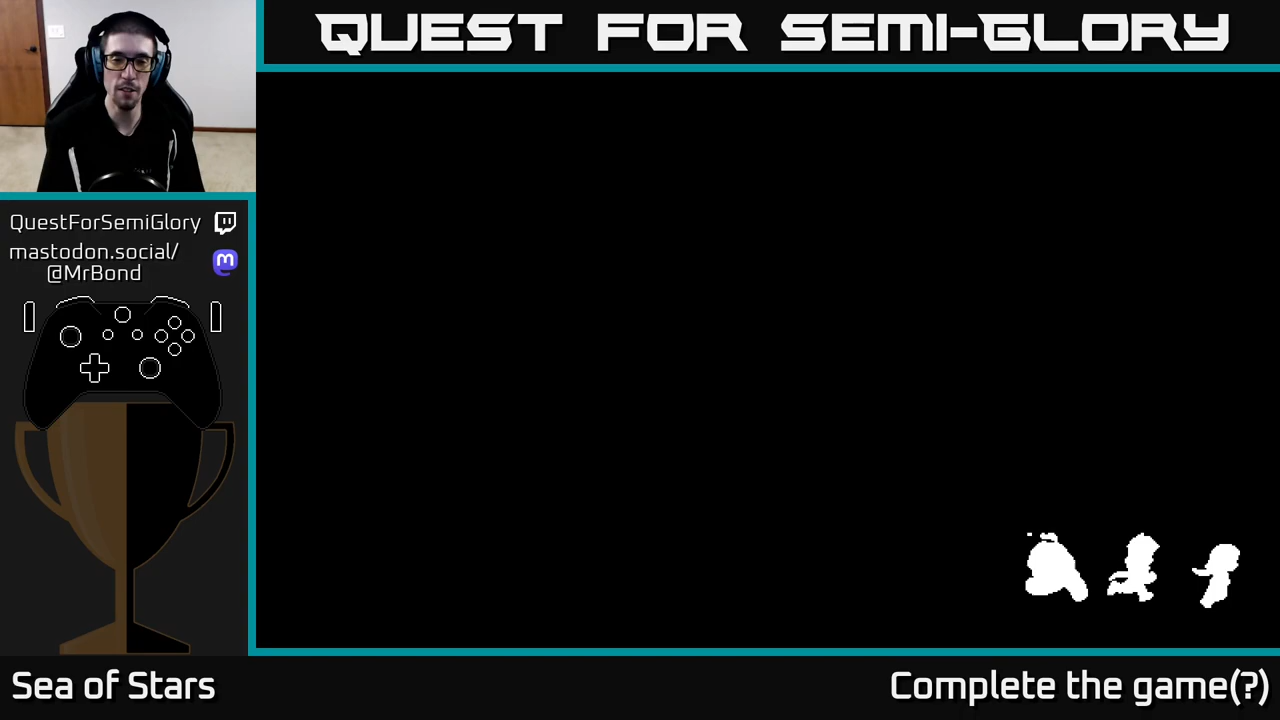 QUEST FOR SEMI-GLORY
QuestForSemiGlory
mastodon.social/
@MrBond
Sea of Stars
Complete the game(?)